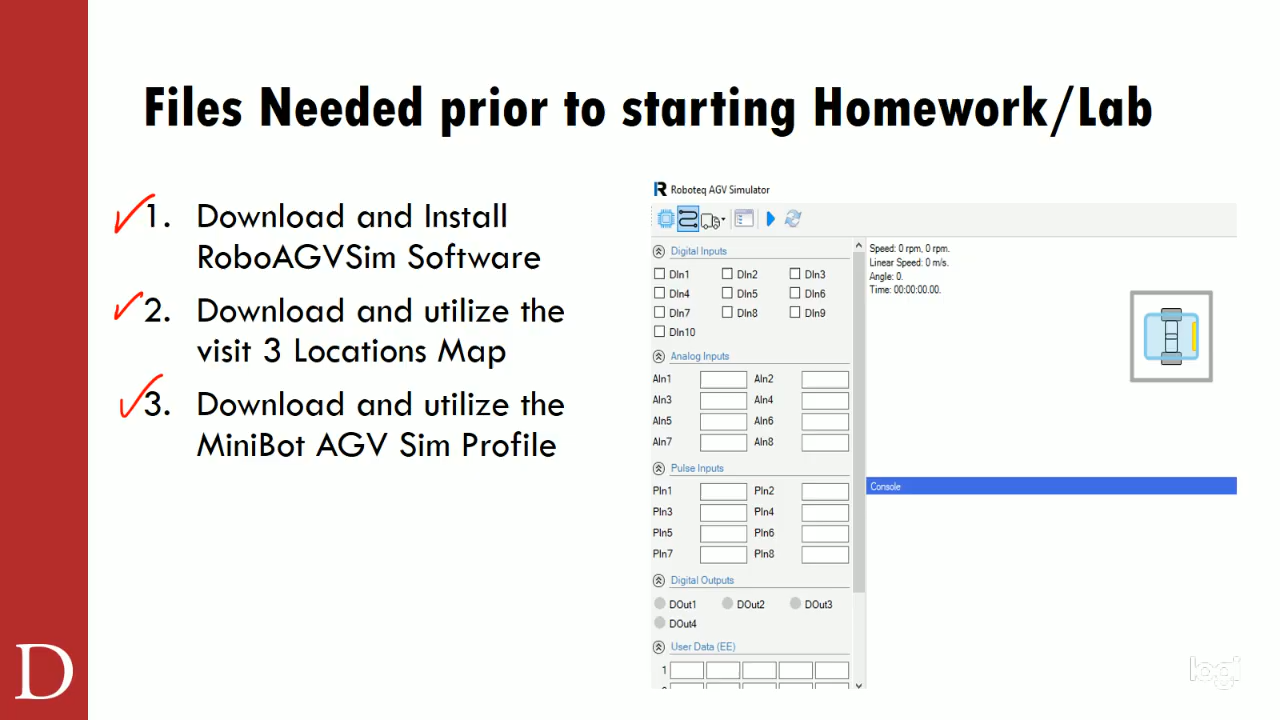 Files Needed prior to starting Homework/Lab
1. Download and Install
RoboAGVSim Software
2. Download and utilize the
visit 3 Locations Map
3. Download and utilize the
MiniBot AGV Sim Profile
D
Roboteq AGV Simulator
Digital Inputs
DIn1 DIn2 DIn3
DIn4 DIn5 DIn6
DIn7 DIn8 DIn9
DIn10
Analog Inputs
AIn1 AIn2
AIn3 AIn4
AIn5 AIn6
AIn7 AIn8
Pulse Inputs
PIn1 PIn2
PIn3 PIn4
PIn5 PIn6
PIn7 PIn8
Digital Outputs
DOut1 DOut2 DOut3
DOut4
User Data (EE)
1
Speed: 0 rpm, 0 rpm.
Linear Speed: 0 m/s.
Angle: 0.
Time: 00:00:00.00.
Console
logi